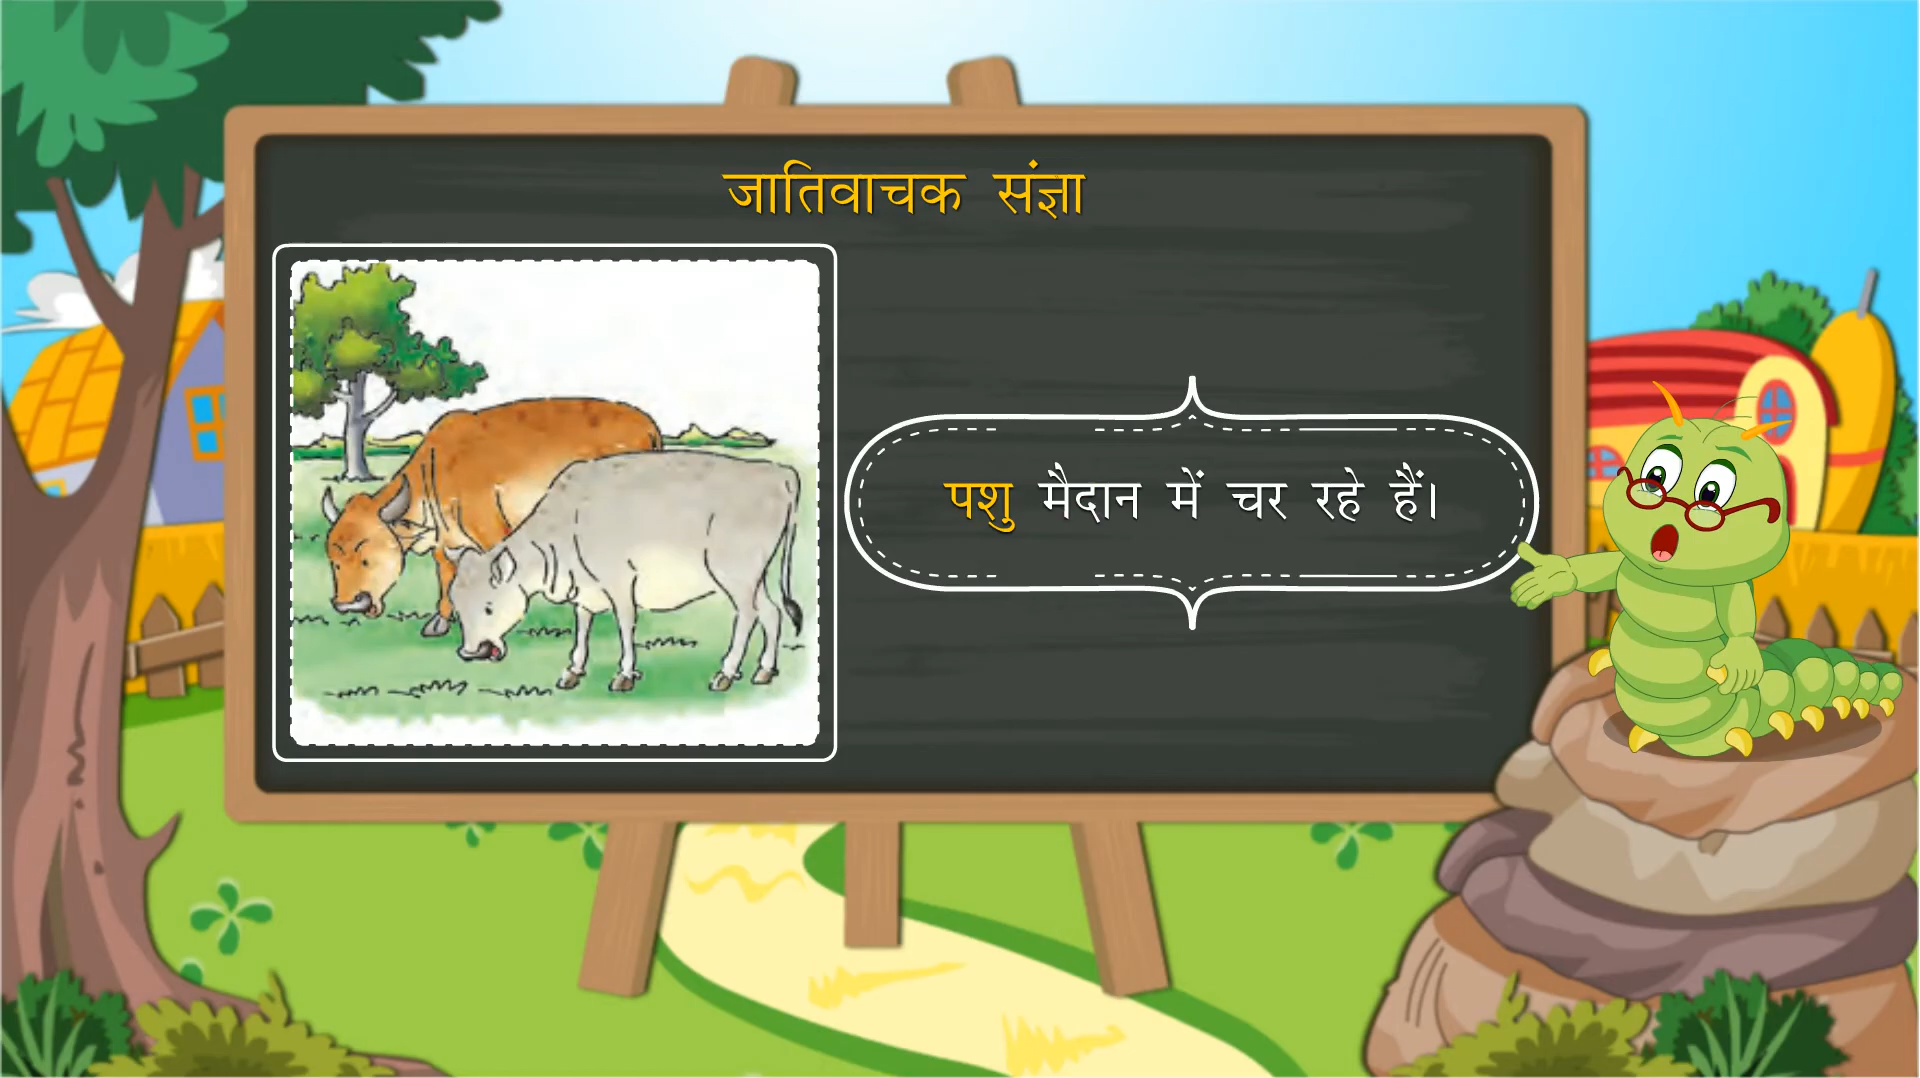 जातिवाचक संज्ञा
पशु मैदान में चर रहे हैं।